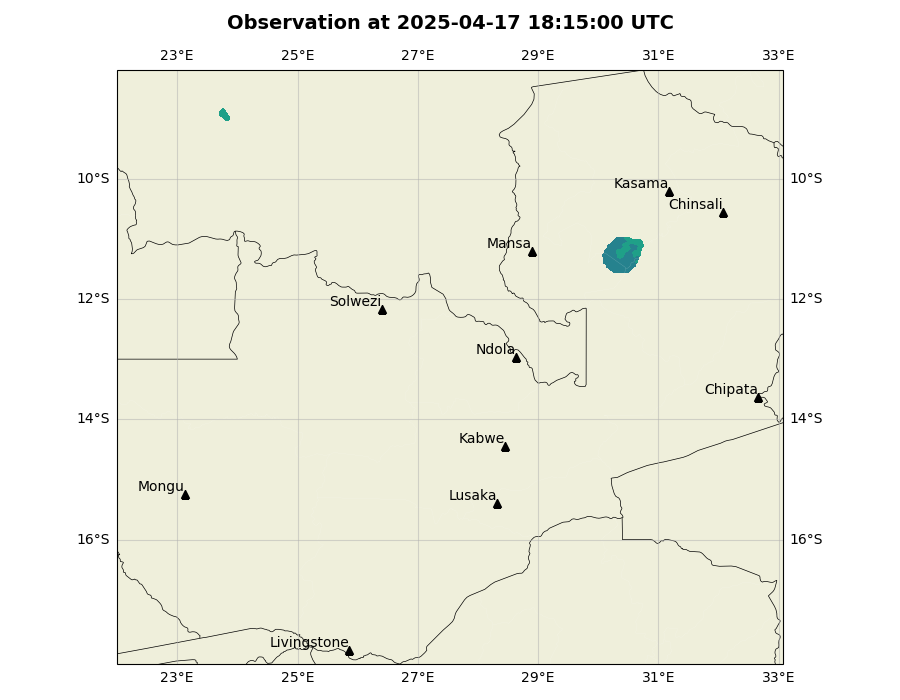 Observation at 2025-04-17 18:15:00 UTC
23°E 25°E 27°E 29°E 31°E 33°E
10°S 10°S
Kasama
Chinsali
Mansa
12°S 12°S
Solwezi
Ndola
Chipata
14°S 14°S
Kabwe
Mongu
Lusaka
16°S 16°S
Livingstone
23°E 25°E 27°E 29°E 31°E 33°E